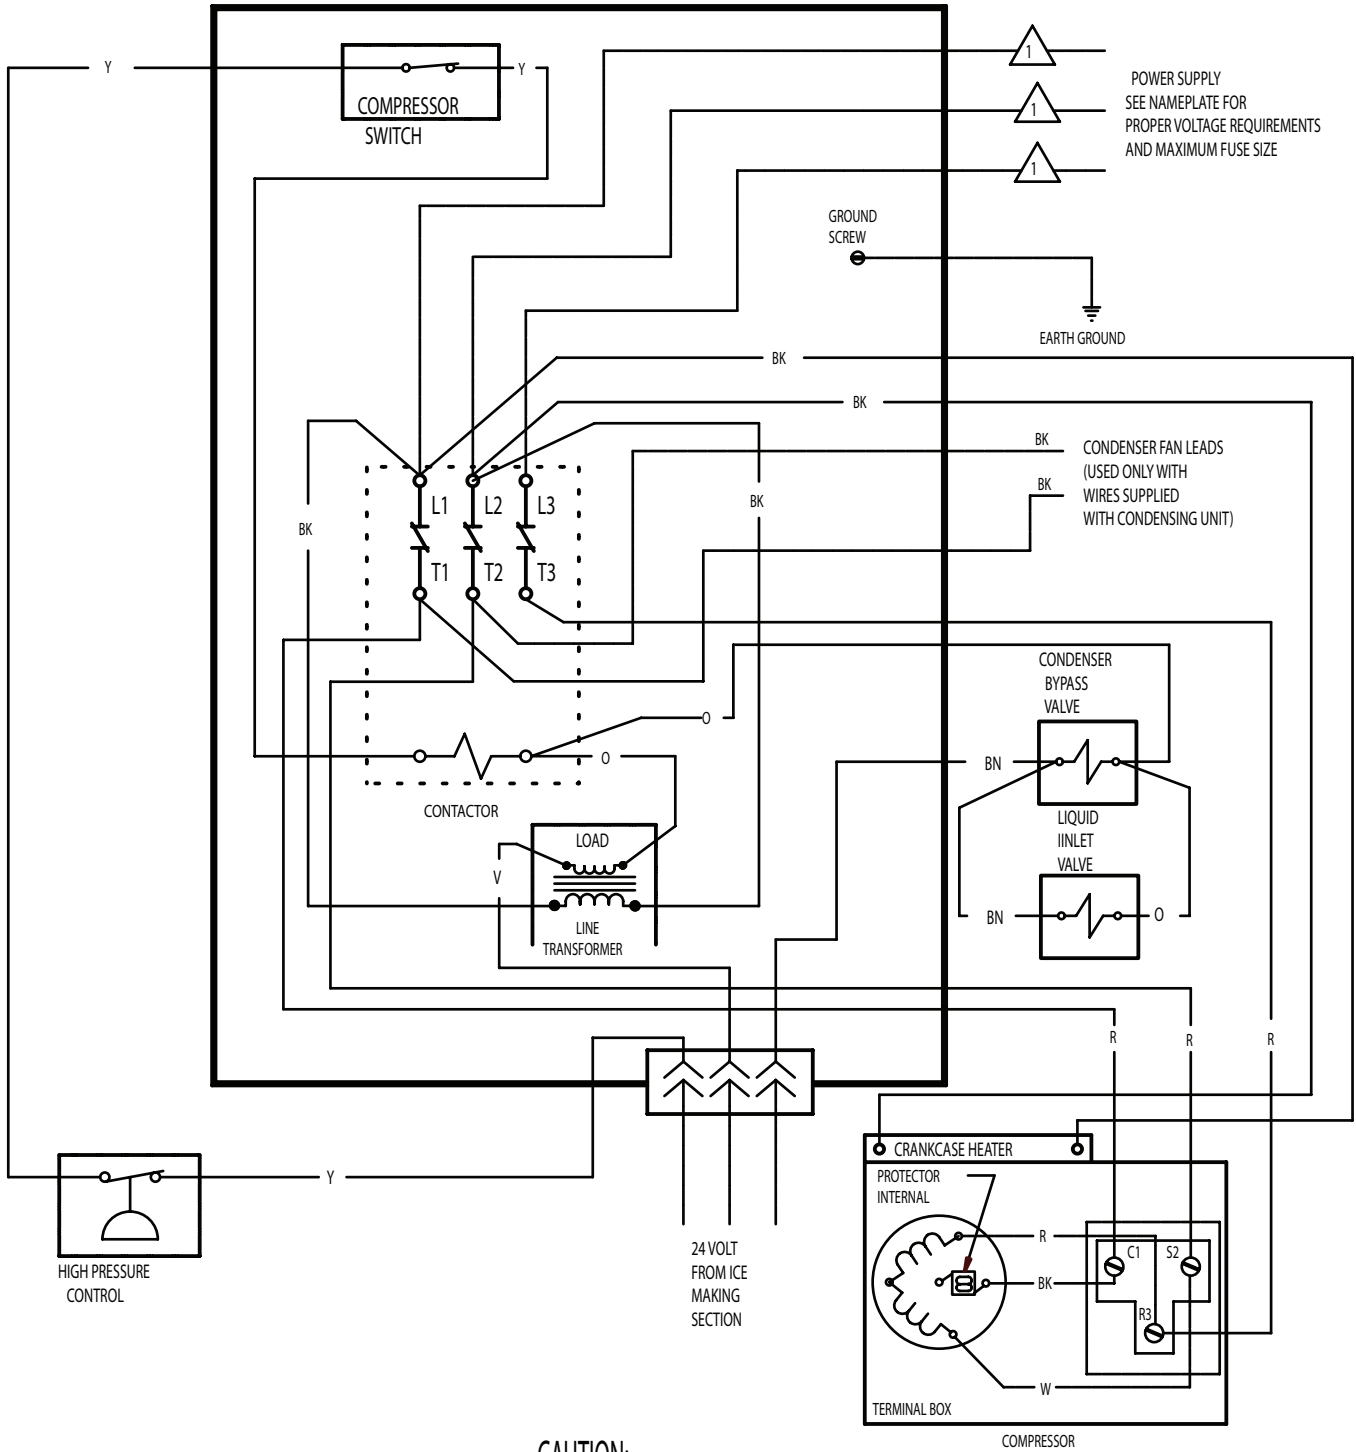 Y
COMPRESSOR
SWITCH
Y
1
1
1
POWER SUPPLY
SEE NAMEPLATE FOR
PROPER VOLTAGE REQUIREMENTS
AND MAXIMUM FUSE SIZE
GROUND
SCREW
EARTH GROUND
BK
BK
BK
BK
CONDENSER FAN LEADS
(USED ONLY WITH
WIRES SUPPLIED
WITH CONDENSING UNIT)
BK
BK
L1
L2
L3
T1
T2
T3
O
O
CONTACTOR
CONDENSER
BYPASS
VALVE
BN
LIQUID
IINLET
VALVE
BN
O
LOAD
V
LINE
TRANSFORMER
R
R
R
Y
HIGH PRESSURE
CONTROL
24 VOLT
FROM ICE
MAKING
SECTION
CRANKCASE HEATER
PROTECTOR
INTERNAL
R
BK
W
C1
S2
R3
TERMINAL BOX
COMPRESSOR
CAUTION: